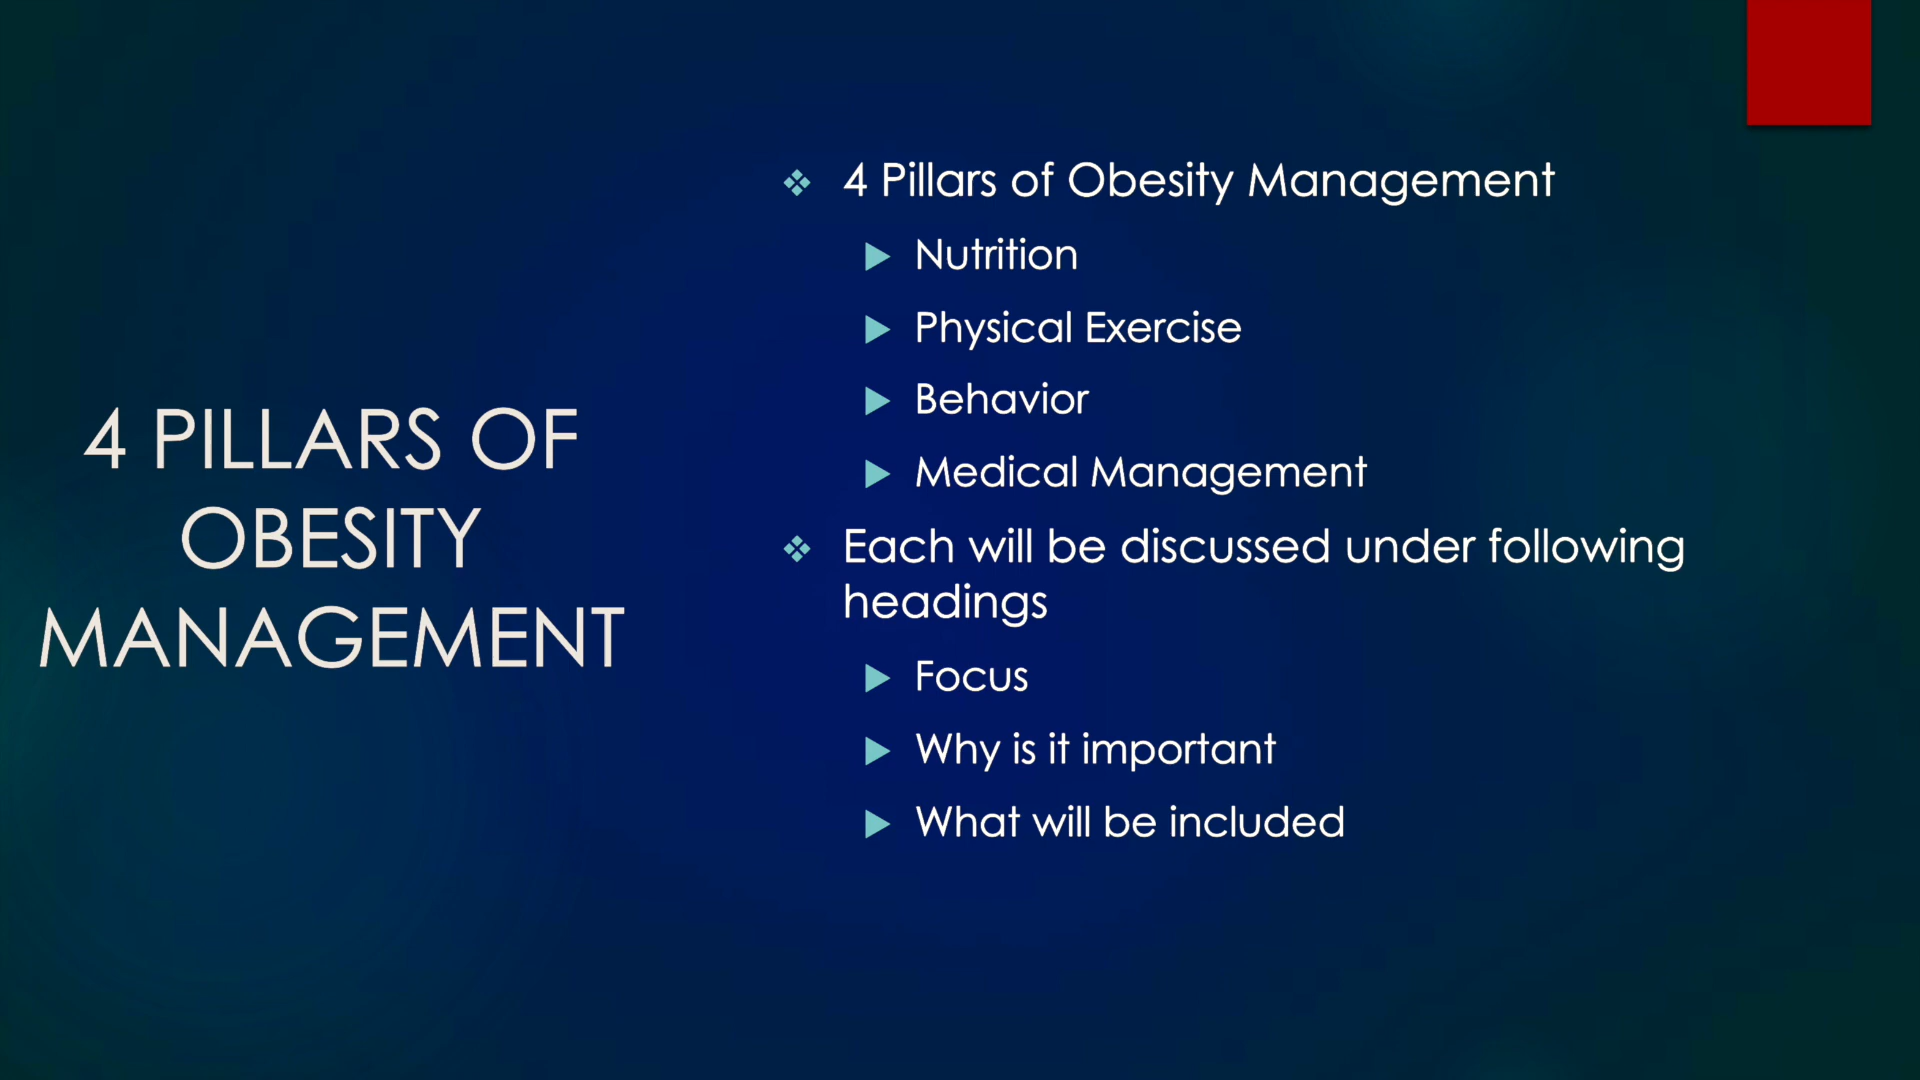 4 PILLARS OF
OBESITY
MANAGEMENT
4 Pillars of Obesity Management
Nutrition
Physical Exercise
Behavior
Medical Management
Each will be discussed under following
headings
Focus
Why is it important
What will be included